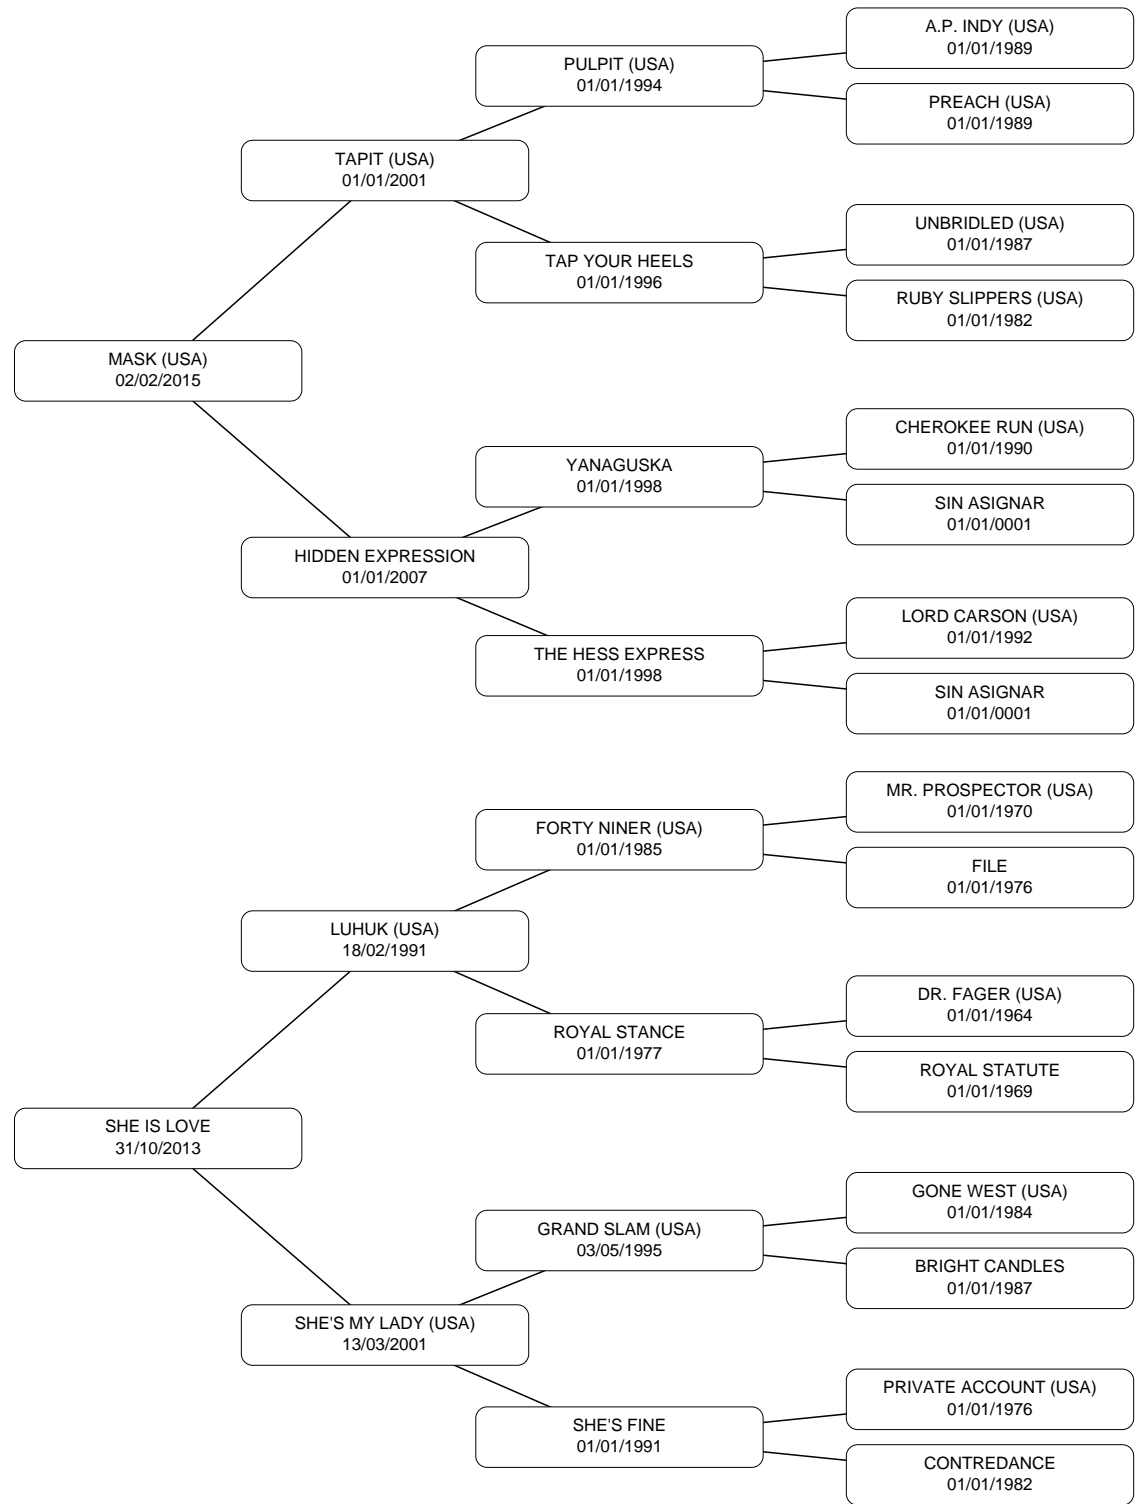 A.P. INDY (USA)
01/01/1989
PULPIT (USA)
01/01/1994
PREACH (USA)
01/01/1989
TAPIT (USA)
01/01/2001
UNBRIDLED (USA)
01/01/1987
TAP YOUR HEELS
01/01/1996
RUBY SLIPPERS (USA)
01/01/1982
MASK (USA)
02/02/2015
CHEROKEE RUN (USA)
01/01/1990
YANAGUSKA
01/01/1998
SIN ASIGNAR
01/01/0001
HIDDEN EXPRESSION
01/01/2007
LORD CARSON (USA)
01/01/1992
THE HESS EXPRESS
01/01/1998
SIN ASIGNAR
01/01/0001
MR. PROSPECTOR (USA)
01/01/1970
FORTY NINER (USA)
01/01/1985
FILE
01/01/1976
LUHUK (USA)
18/02/1991
DR. FAGER (USA)
01/01/1964
ROYAL STANCE
01/01/1977
ROYAL STATUTE
01/01/1969
SHE IS LOVE
31/10/2013
GONE WEST (USA)
01/01/1984
GRAND SLAM (USA)
03/05/1995
BRIGHT CANDLES
01/01/1987
SHE'S MY LADY (USA)
13/03/2001
PRIVATE ACCOUNT (USA)
01/01/1976
SHE'S FINE
01/01/1991
CONTREDANCE
01/01/1982